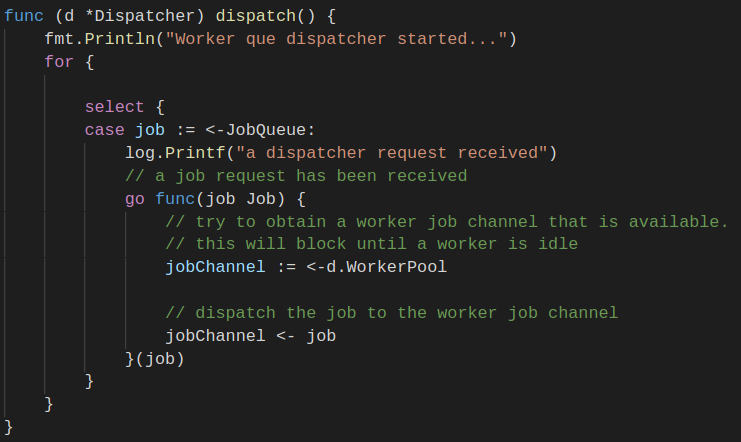 func (d *Dispatcher) dispatch() {
    fmt.Println("Worker que dispatcher started...")
    for {

        select {
        case job := <-JobQueue:
            log.Printf("a dispatcher request received")
            // a job request has been received
            go func(job Job) {
                // try to obtain a worker job channel that is available.
                // this will block until a worker is idle
                jobChannel := <-d.WorkerPool

                // dispatch the job to the worker job channel
                jobChannel <- job
            }(job)
        }
    }
}